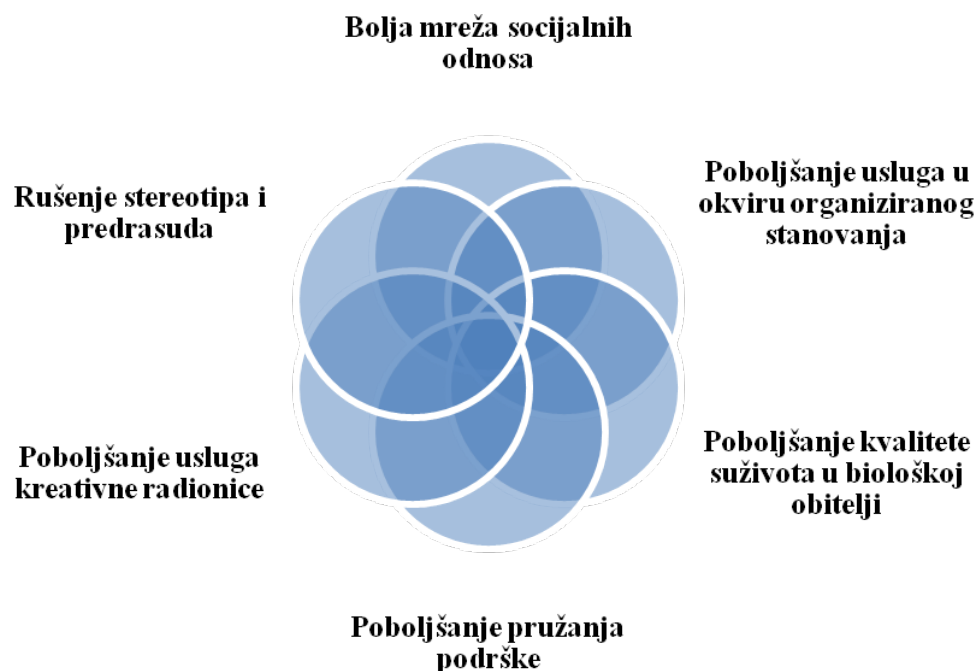 Bolja mreža socijalnih
odnosa
Poboljšanje usluga u
okviru organiziranog
stanovanja
Poboljšanje kvalitete
suživota u biološkoj
obitelji
Poboljšanje pružanja
podrške
Poboljšanje usluga
kreativne radionice
Rušenje stereotipa i
predrasuda